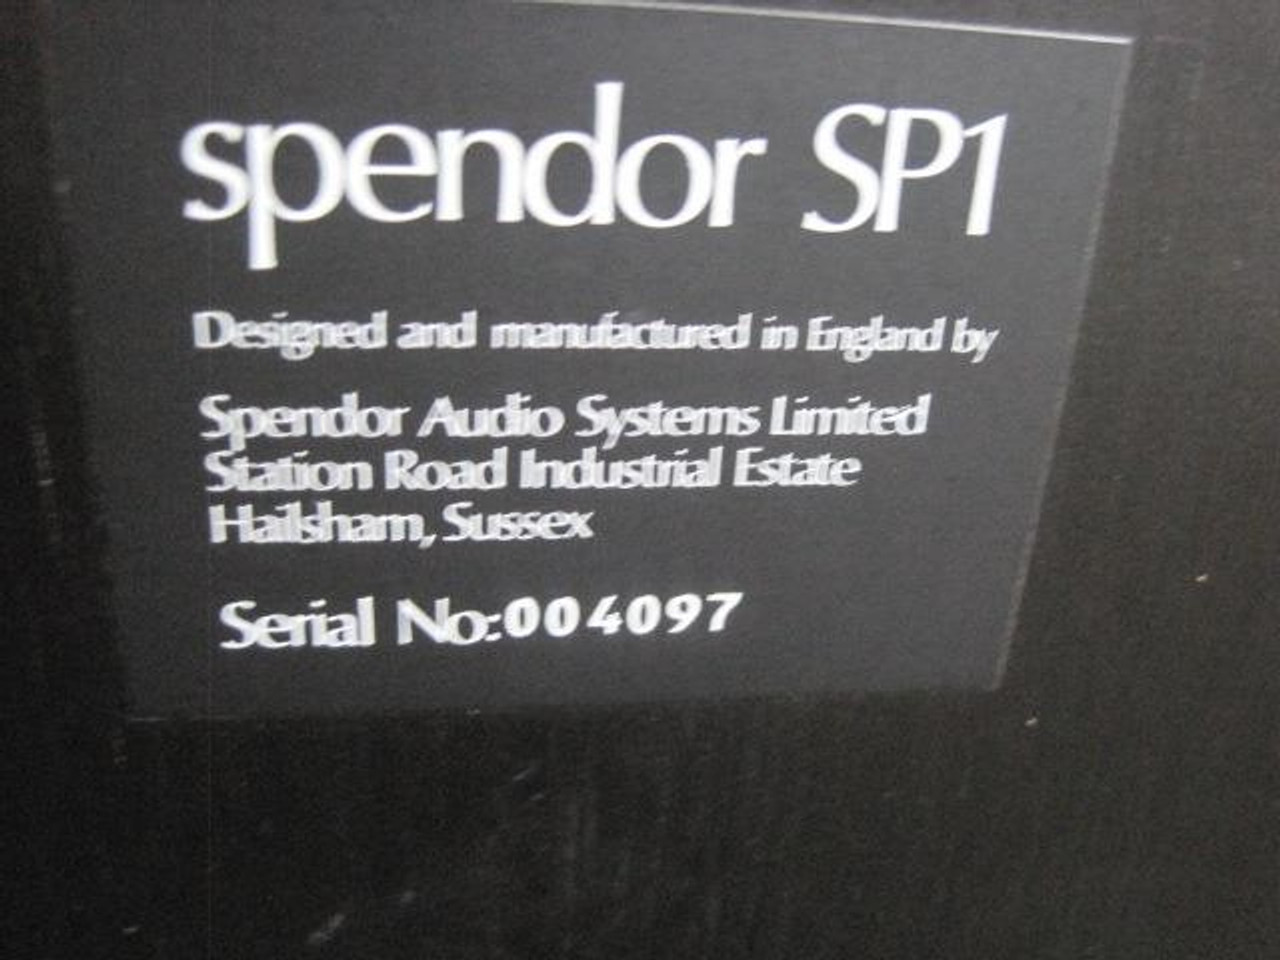 spendor SP1
Designed and manufactured in England by
Spendor Audio Systems Limited
Station Road Industrial Estate
Hailsham, Sussex
Serial No:004097